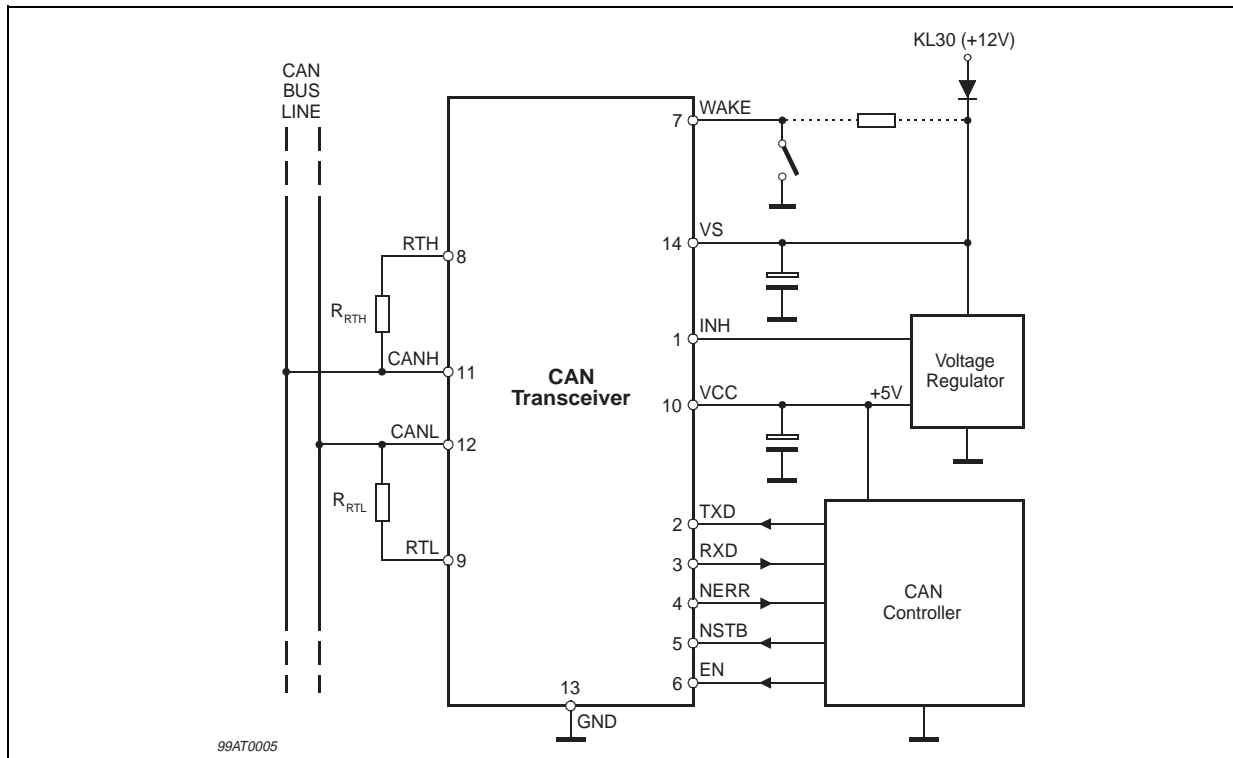 KL30 (+12V)
CAN
BUS
LINE
7 WAKE
14 VS
RTH
8
R_RTH
1 INH
Voltage
Regulator
CANH
11
CAN
Transceiver
10 VCC
+5V
CANL
12
R_RTL
RTL
9
2 TXD
3 RXD
4 NERR
5 NSTB
6 EN
CAN
Controller
13
GND
99AT0005